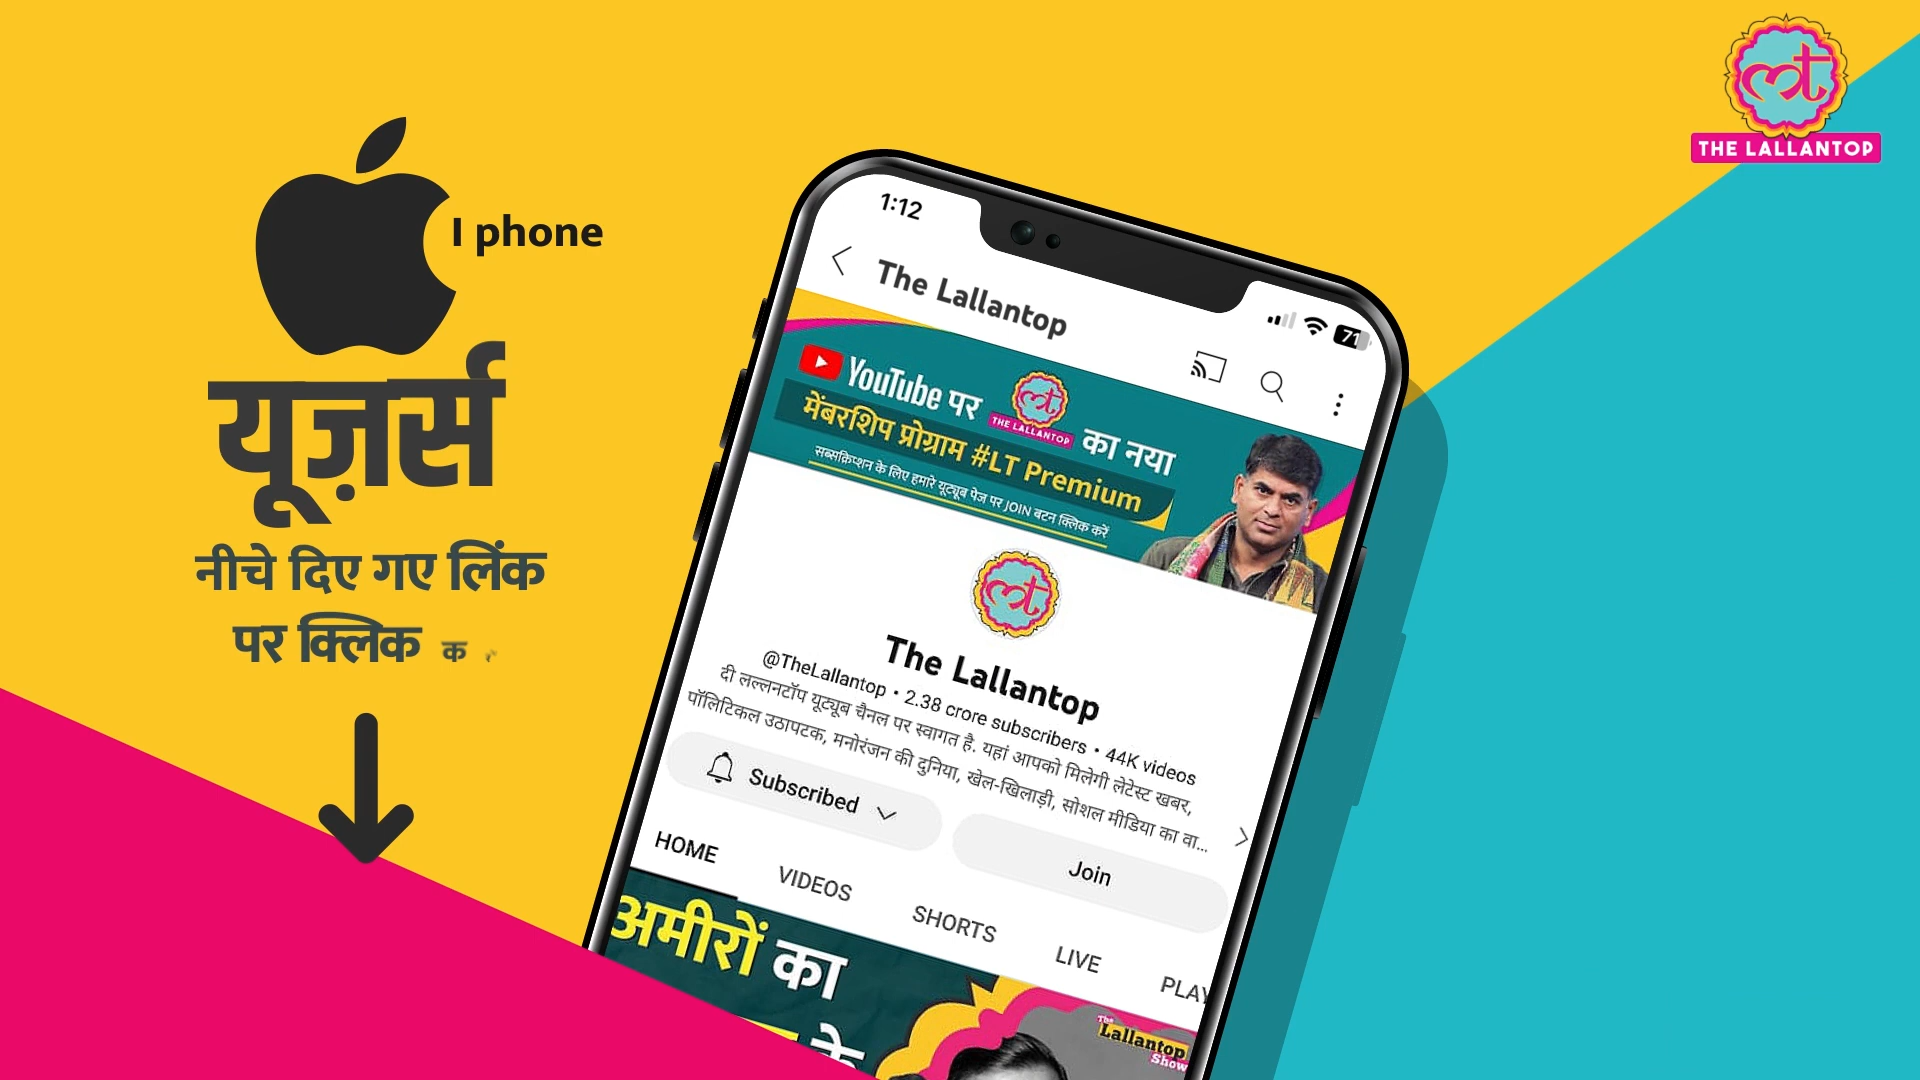 THE LALLANTOP
I phone
यूज़र्स
नीचे दिए गए लिंक
पर क्लिक क
1:12
71
The Lallantop
YouTube पर THE LALLANTOP का नया
मेंबरशिप प्रोग्राम #LT Premium
सब्सक्रिप्शन के लिए हमारे यूट्यूब पेज पर JOIN बटन क्लिक करें
The Lallantop
@TheLallantop • 2.38 crore subscribers • 44K videos
दी लल्लनटॉप यूट्यूब चैनल पर स्वागत है. यहां आपको मिलेगी लेटेस्ट खबर,
पॉलिटिकल उठापटक, मनोरंजन की दुनिया, खेल-खिलाड़ी, सोशल मीडिया का वा...
Subscribed
Join
HOME VIDEOS SHORTS LIVE PLAY
अमीरों का
के
The Lallantop Show